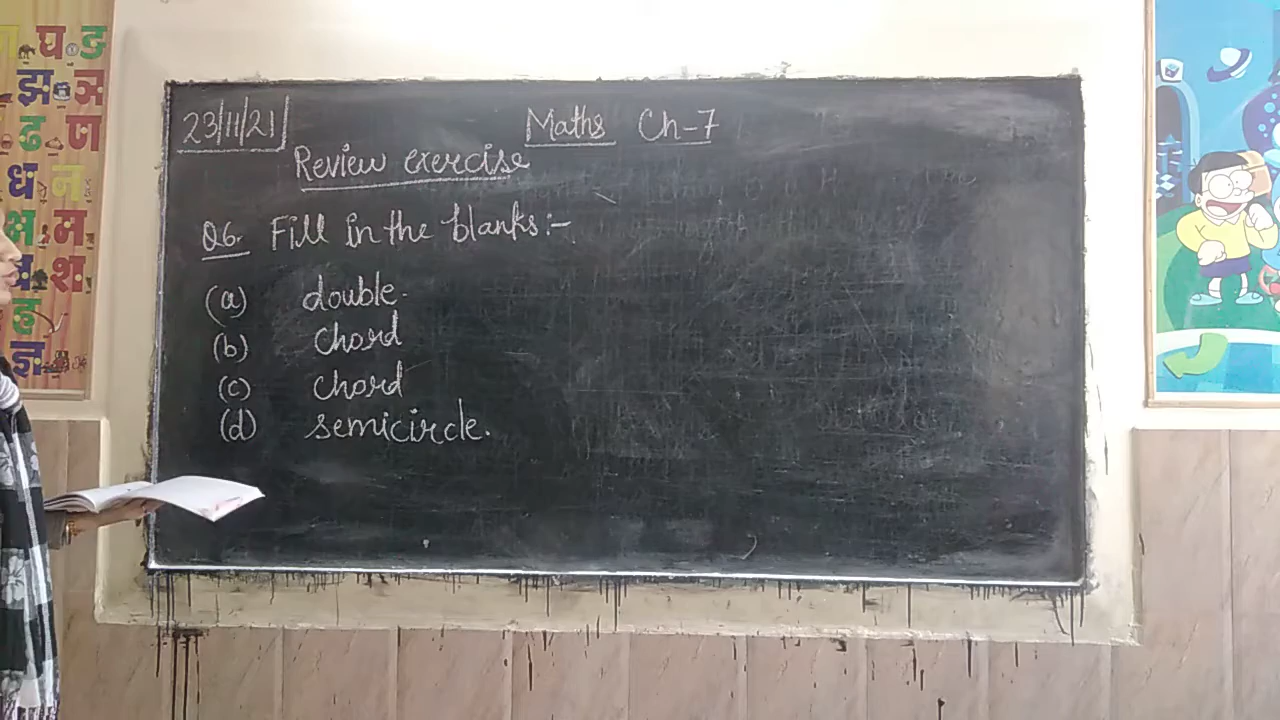 23/11/21
Maths Ch-7
Review exercise
Q6. Fill in the blanks:-
(a) double.
(b) chord
(c) chord
(d) semicircle.
घ ङ
झ ञ
ढ ण
ध न
म
श
ज्ञ